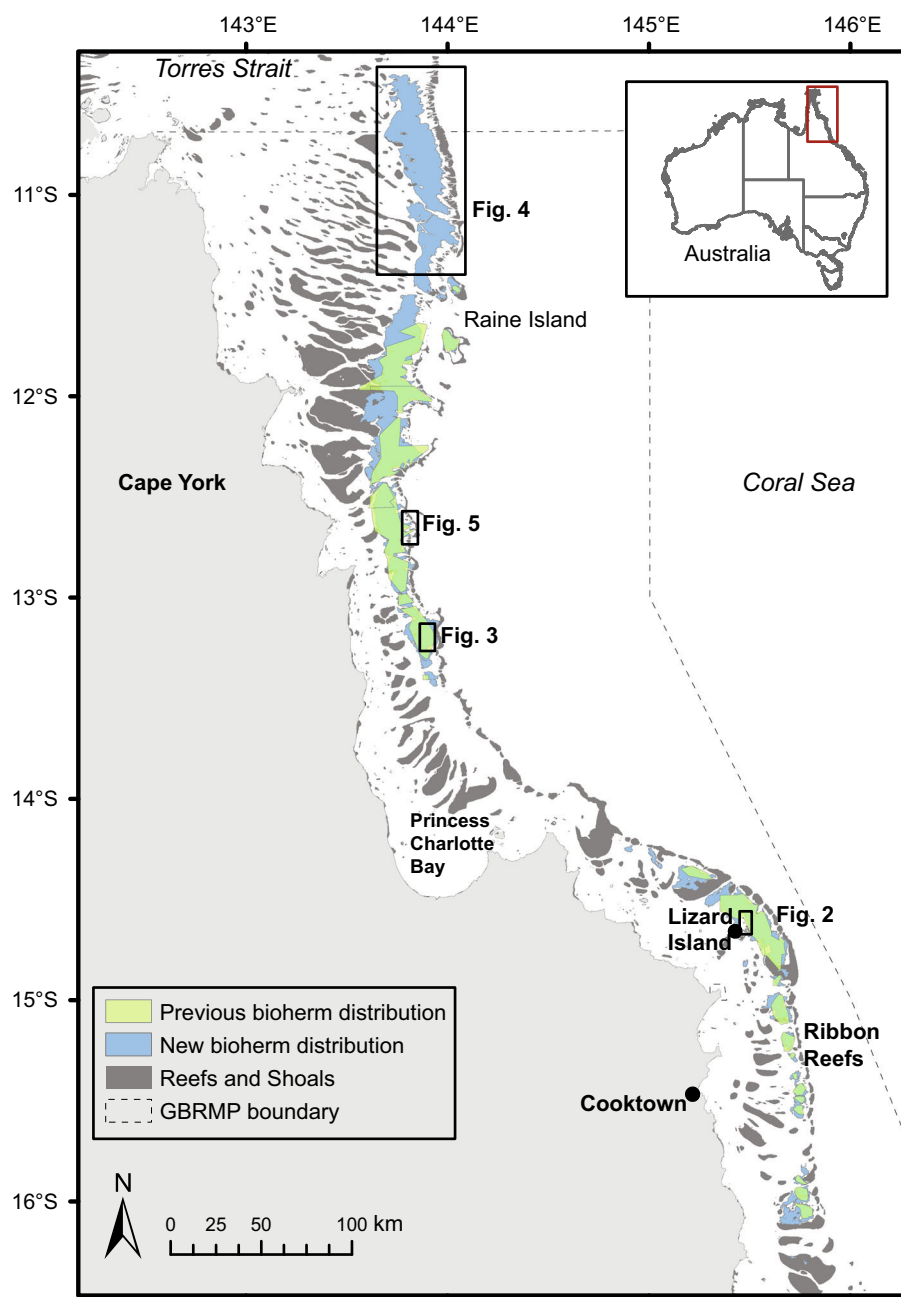 143°E
144°E
145°E
146°E
Torres Strait
11°S
Fig. 4
Australia
Raine Island
12°S
Cape York
Coral Sea
Fig. 5
13°S
Fig. 3
14°S
Princess
Charlotte
Bay
Lizard
Island
Fig. 2
15°S
Previous bioherm distribution
New bioherm distribution
Reefs and Shoals
GBRMP boundary
Ribbon
Reefs
Cooktown
16°S
N
0 25 50 100 km